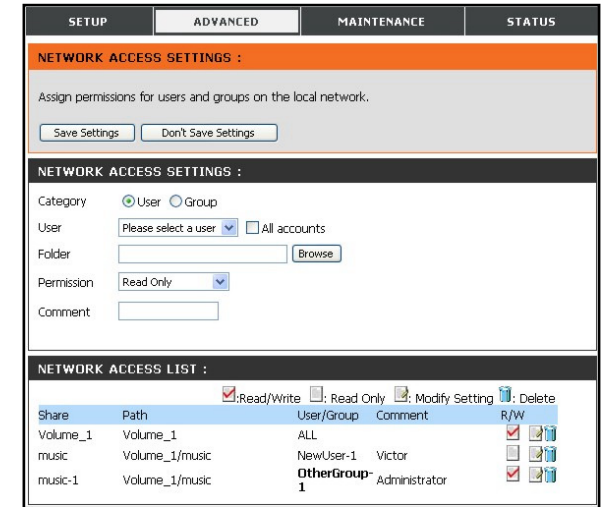 SETUP ADVANCED MAINTENANCE STATUS
NETWORK ACCESS SETTINGS :
Assign permissions for users and groups on the local network.
Save Settings Don't Save Settings
NETWORK ACCESS SETTINGS :
Category User Group
User Please select a user All accounts
Folder Browse
Permission Read Only
Comment
NETWORK ACCESS LIST :
:Read/Write : Read Only : Modify Setting : Delete
Share Path User/Group Comment R/W
Volume_1 Volume_1 ALL
music Volume_1/music NewUser-1 Victor
music-1 Volume_1/music OtherGroup-1 Administrator